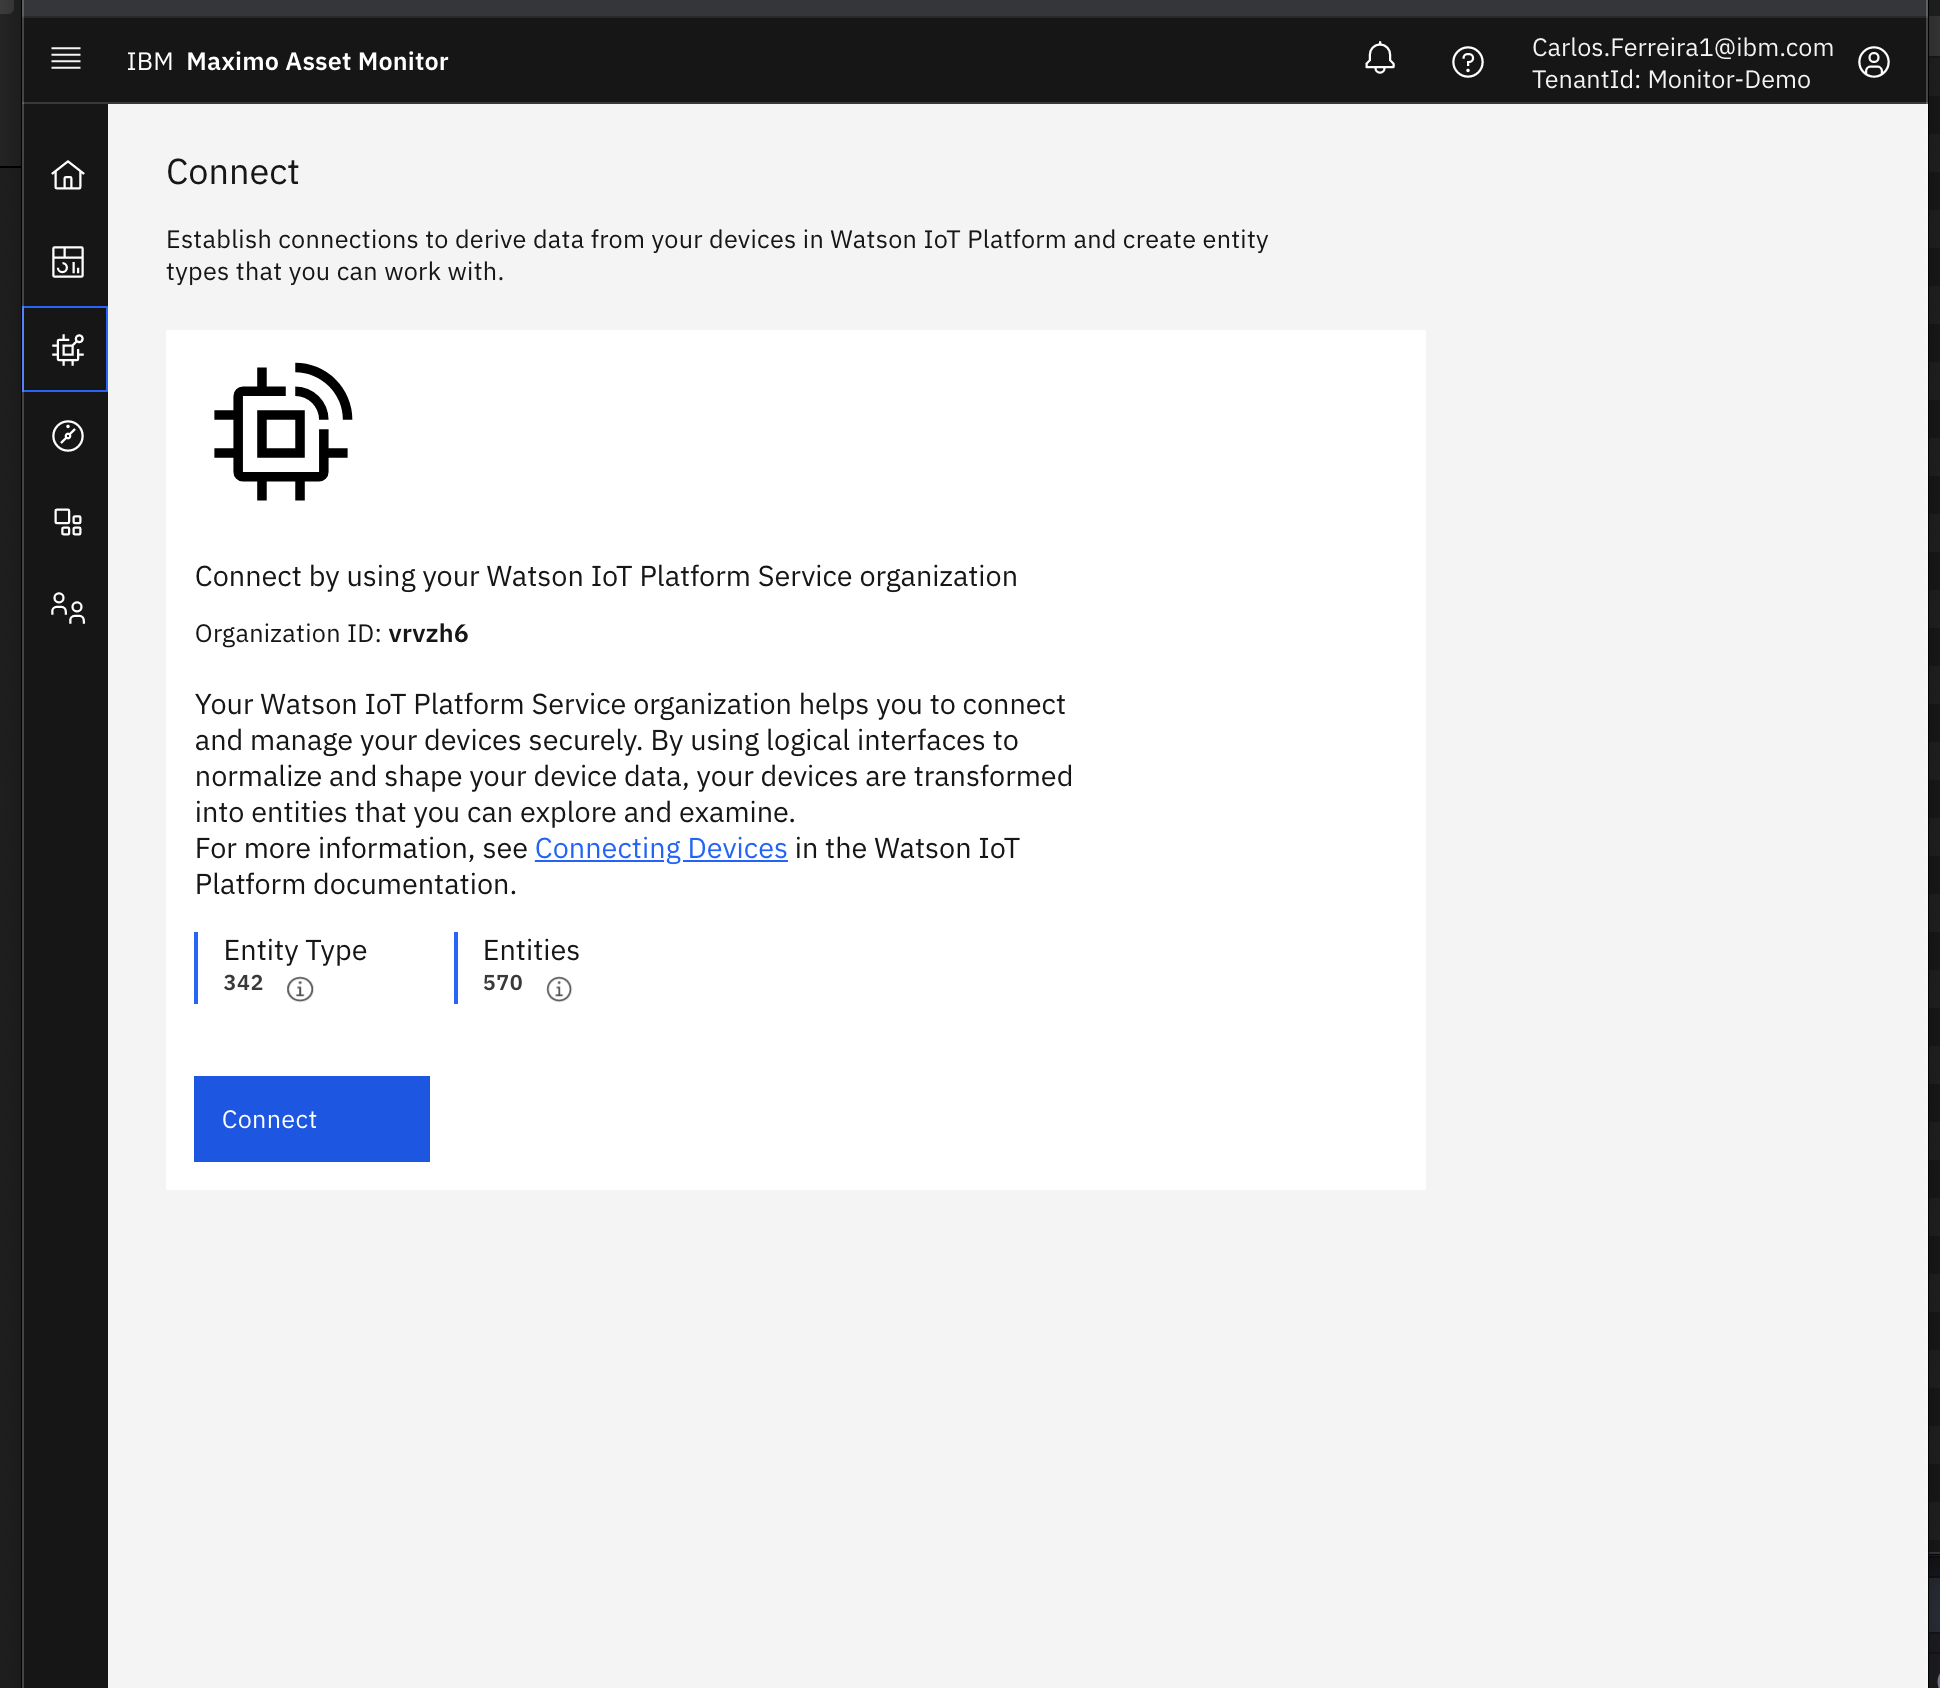 IBM Maximo Asset Monitor
Carlos.Ferreira1@ibm.com
TenantId: Monitor-Demo
Connect
Establish connections to derive data from your devices in Watson IoT Platform and create entity
types that you can work with.
Connect by using your Watson IoT Platform Service organization
Organization ID: vrvzh6
Your Watson IoT Platform Service organization helps you to connect
and manage your devices securely. By using logical interfaces to
normalize and shape your device data, your devices are transformed
into entities that you can explore and examine.
For more information, see Connecting Devices in the Watson IoT
Platform documentation.
Entity Type
342
Entities
570
Connect